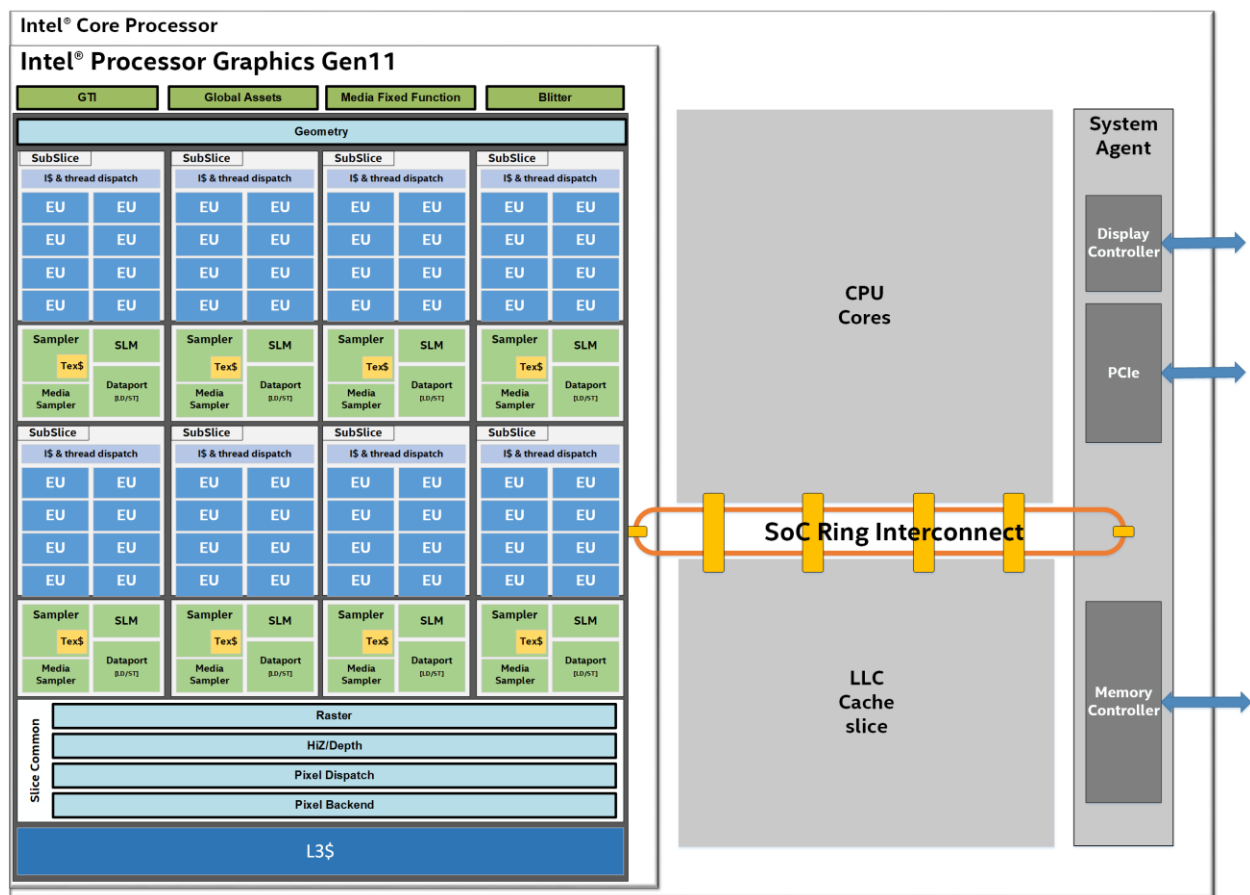 Intel® Core Processor
Intel® Processor Graphics Gen11
GTI Global Assets Media Fixed Function Blitter
Geometry
SubSlice SubSlice SubSlice SubSlice
I$ & thread dispatch I$ & thread dispatch I$ & thread dispatch I$ & thread dispatch
EU EU EU EU EU EU EU EU
EU EU EU EU EU EU EU EU
EU EU EU EU EU EU EU EU
EU EU EU EU EU EU EU EU
Sampler SLM Sampler SLM Sampler SLM Sampler SLM
Tex$ Tex$ Tex$ Tex$
Dataport Dataport Dataport Dataport
Media [LD/ST] Media [LD/ST] Media [LD/ST] Media [LD/ST]
Sampler Sampler Sampler Sampler
SubSlice SubSlice SubSlice SubSlice
I$ & thread dispatch I$ & thread dispatch I$ & thread dispatch I$ & thread dispatch
EU EU EU EU EU EU EU EU
EU EU EU EU EU EU EU EU
EU EU EU EU EU EU EU EU
EU EU EU EU EU EU EU EU
Sampler SLM Sampler SLM Sampler SLM Sampler SLM
Tex$ Tex$ Tex$ Tex$
Dataport Dataport Dataport Dataport
Media [LD/ST] Media [LD/ST] Media [LD/ST] Media [LD/ST]
Sampler Sampler Sampler Sampler
Slice Common
Raster
HiZ/Depth
Pixel Dispatch
Pixel Backend
L3$
CPU
Cores
SoC Ring Interconnect
LLC
Cache
slice
System
Agent
Display
Controller
PCIe
Memory
Controller